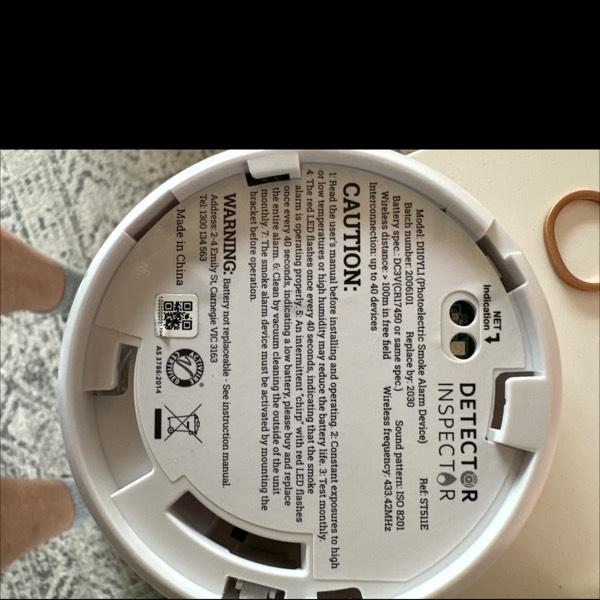 NET
Indication
DETECTOR
INSPECTOR
Model: DI10YLI (Photoelectric Smoke Alarm Device) Ref: ST511E
Batch number: 2006101 Replace by: 2030
Battery spec.: DC3V(CR17450 or same spec.) Sound pattern: ISO 8201
Wireless distance: > 100m in free field Wireless frequency: 433.42MHz
Interconnection: up to 40 devices
CAUTION:
1: Read the user's manual before installing and operating. 2: Constant exposures to high
or low temperatures or high humidity may reduce the battery life. 3: Test monthly.
4: The red LED flashes once every 40 seconds, indicating that the smoke
alarm is operating properly. 5: An intermittent "chirp" with red LED flashes
once every 40 seconds, indicating a low battery, please buy and replace
the entire alarm. 6: Clean by vacuum cleaning the outside of the unit
monthly. 7: The smoke alarm device must be activated by mounting the
bracket before operation.
WARNING: Battery not replaceable - See instruction manual.
Address: 2-4 Emily St, Carnegie VIC 3163
Tel: 1300 134 563
Made in China
ACTIVFIRE
CERTIFIED
AS 3786:2014